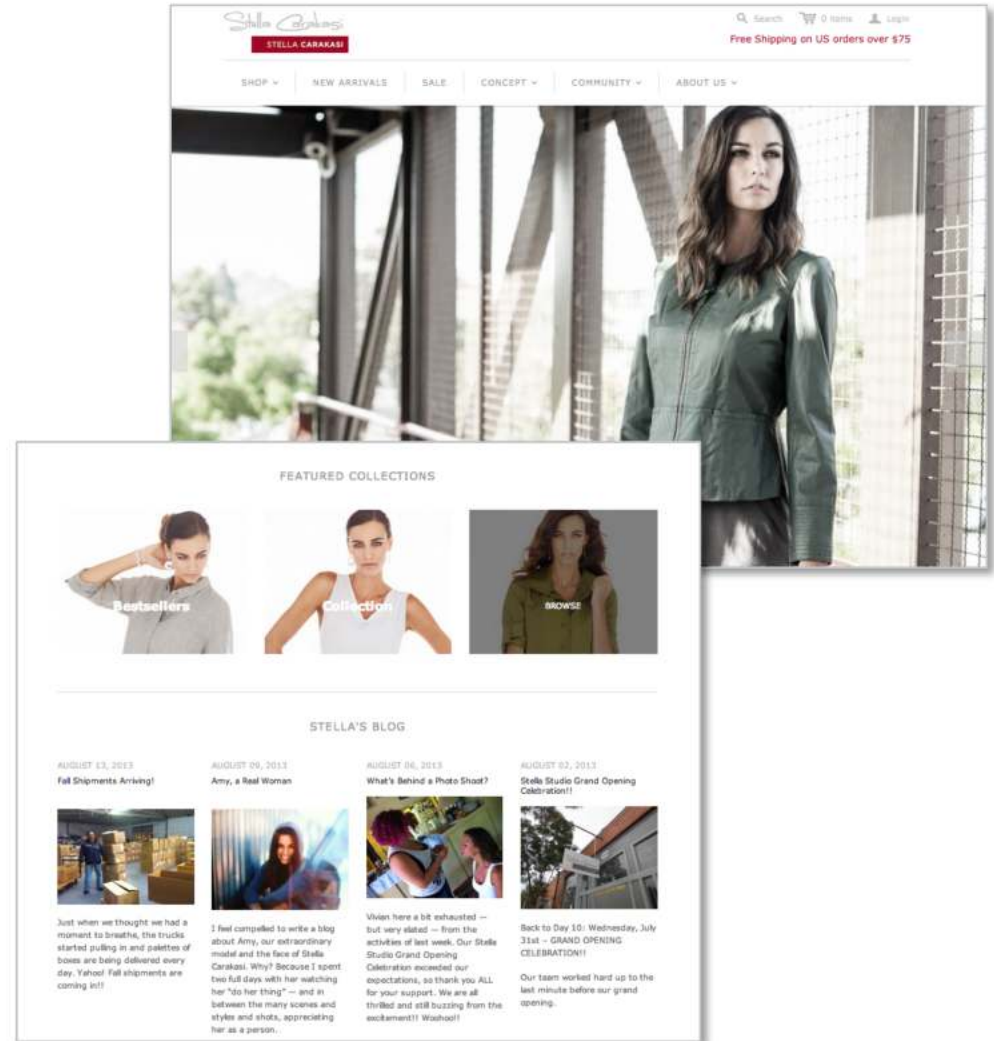 Stella Carakasi
STELLA CARAKASI
Search 0 items Login
Free Shipping on US orders over $75
SHOP NEW ARRIVALS SALE CONCEPT COMMUNITY ABOUT US
FEATURED COLLECTIONS
Bestsellers
Collection
BROWSE
STELLA'S BLOG
AUGUST 13, 2013
Fall Shipments Arriving!
Just when we thought we had a
moment to breathe, the trucks
started pulling in and palettes of
boxes are being delivered every
day. Yahoo! Fall shipments are
coming in!!
AUGUST 09, 2013
Amy, a Real Woman
I feel compelled to write a blog
about Amy, our extraordinary
model and the face of Stella
Carakasi. Why? Because I spent
two full days with her watching
her "do her thing" — and in
between the many scenes and
styles and shots, appreciating
her as a person.
AUGUST 06, 2013
What's Behind a Photo Shoot?
Vivian here a bit exhausted —
but very elated — from the
activities of last week. Our Stella
Studio Grand Opening
Celebration exceeded our
expectations, so thank you ALL
for your support. We are all
thrilled and still buzzing from the
excitement!! Woohoo!!
AUGUST 02, 2013
Stella Studio Grand Opening
Celebration!!
Back to Day 10: Wednesday, July
31st – GRAND OPENING
CELEBRATION!!
Our team worked hard up to the
last minute before our grand
opening.